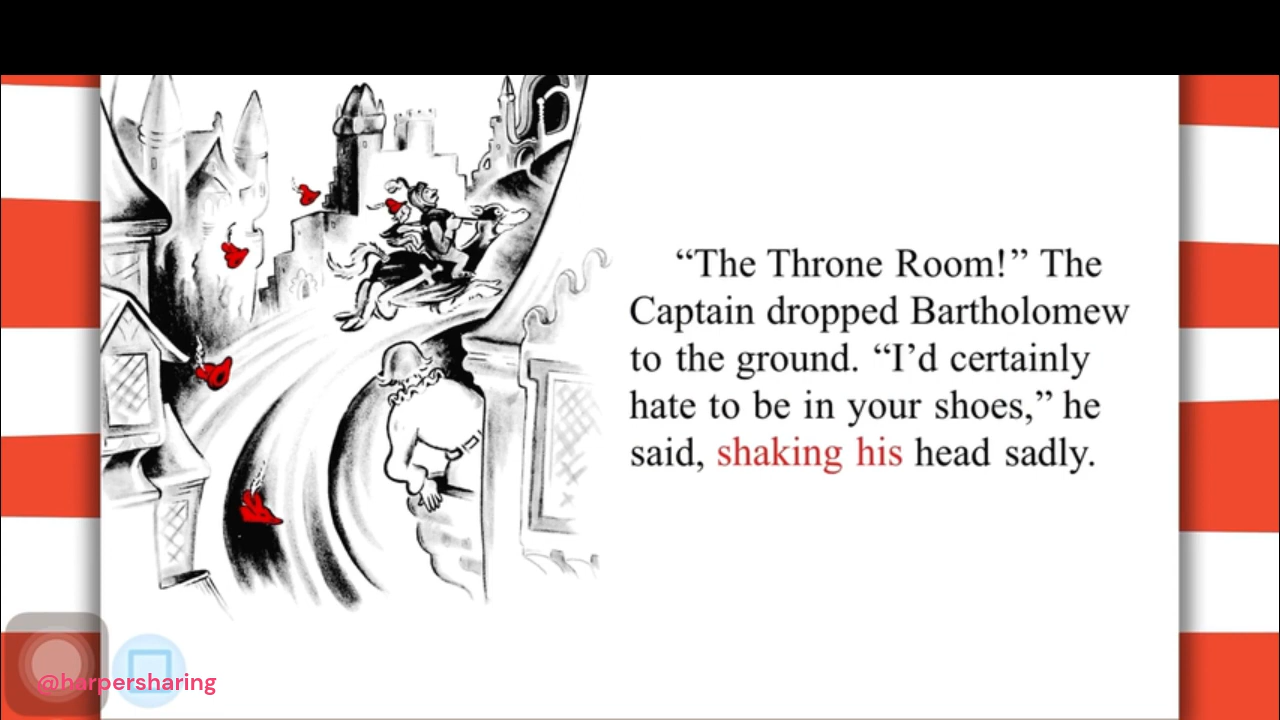 “The Throne Room!” The
Captain dropped Bartholomew
to the ground. “I’d certainly
hate to be in your shoes,” he
said, shaking his head sadly.
@harpersharing